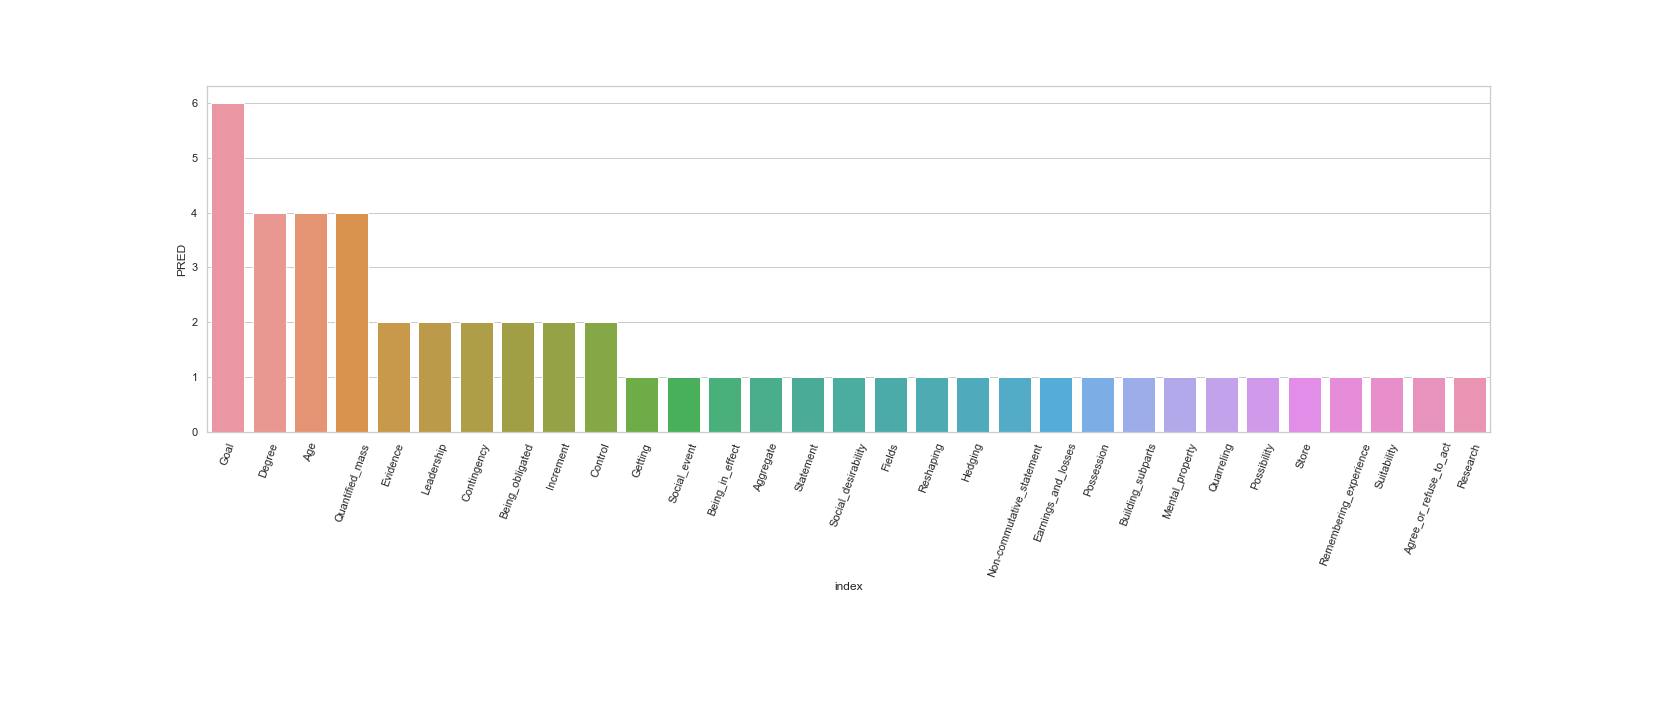 6
5
4
3
2
1
0
PRED
Goal
Degree
Age
Quantified_mass
Evidence
Leadership
Contingency
Being_obligated
Increment
Control
Getting
Social_event
Being_in_effect
Aggregate
Statement
Social_desirability
Fields
Reshaping
Hedging
Non-commutative_statement
Earnings_and_losses
Possession
Building_subparts
Mental_property
Quarreling
Possibility
Store
Remembering_experience
Suitability
Agree_or_refuse_to_act
Research
index